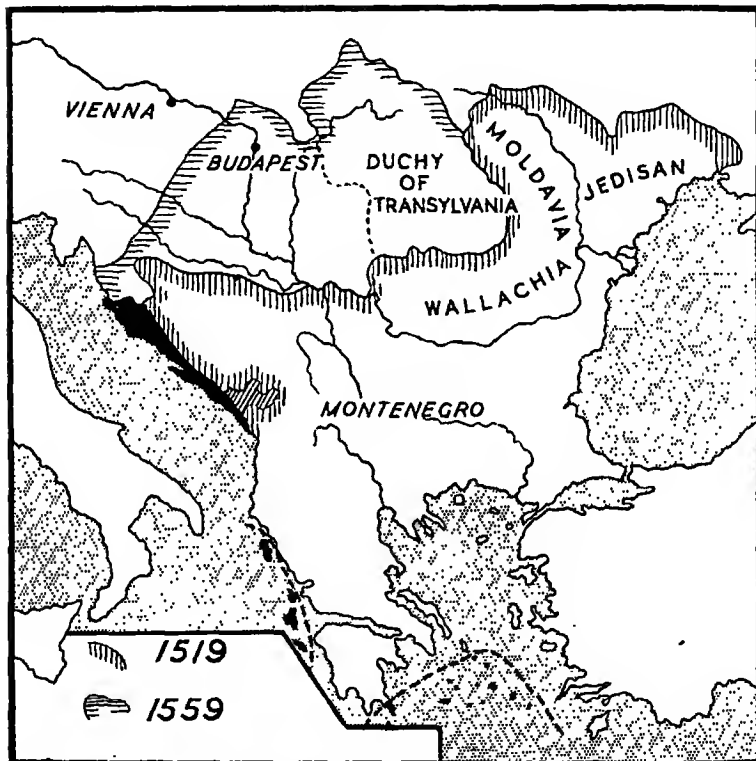 VIENNA
BUDAPEST
DUCHY
OF
TRANSYLVANIA
MOLDAVIA
JEDISAN
WALLACHIA
MONTENEGRO
1519
1559